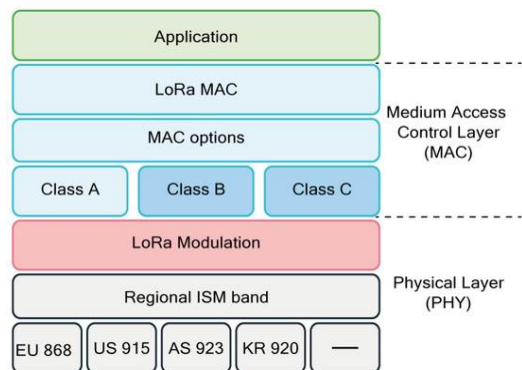 Application
LoRa MAC
MAC options
Class A
Class B
Class C
Medium Access
Control Layer
(MAC)
LoRa Modulation
Regional ISM band
EU 868
US 915
AS 923
KR 920
—
Physical Layer
(PHY)